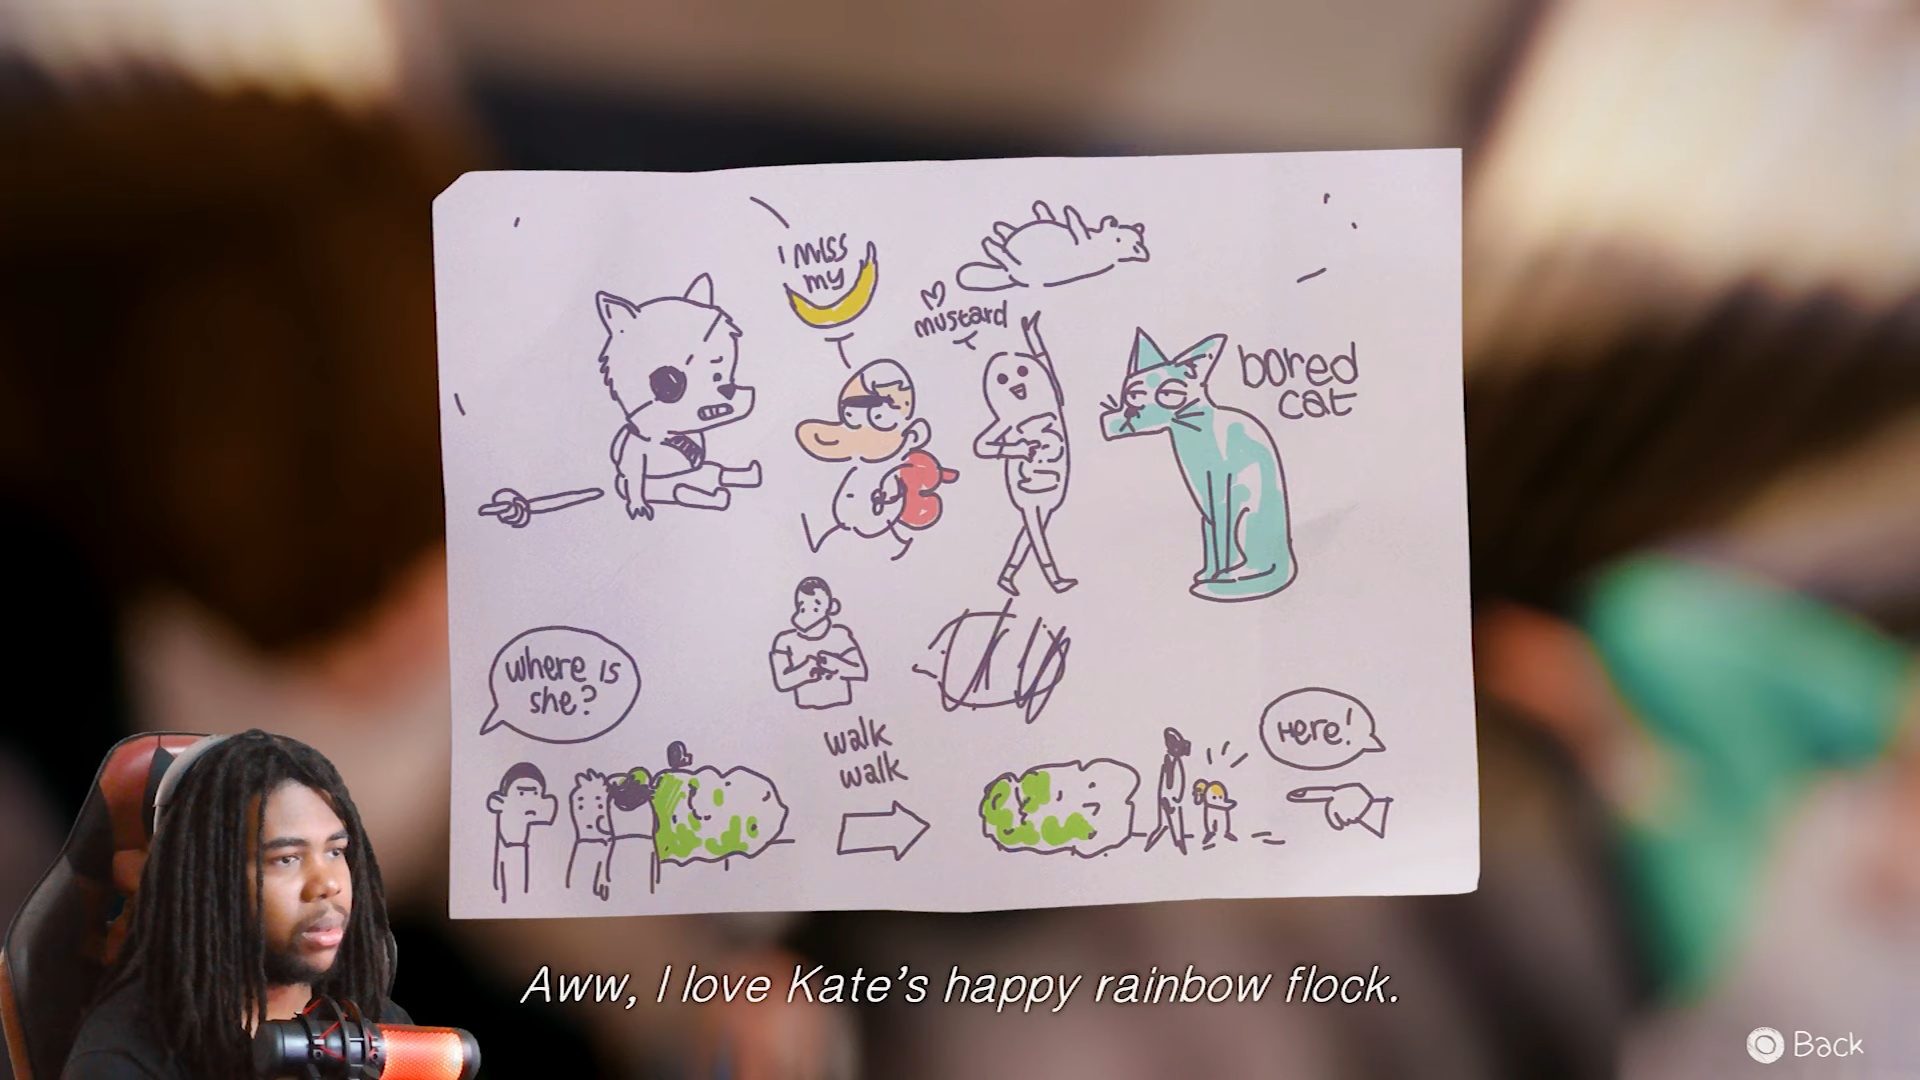 I miss
my
mustard
bored
cat
where is
she?
walk
walk
Here!
Aww, I love Kate's happy rainbow flock.
Back